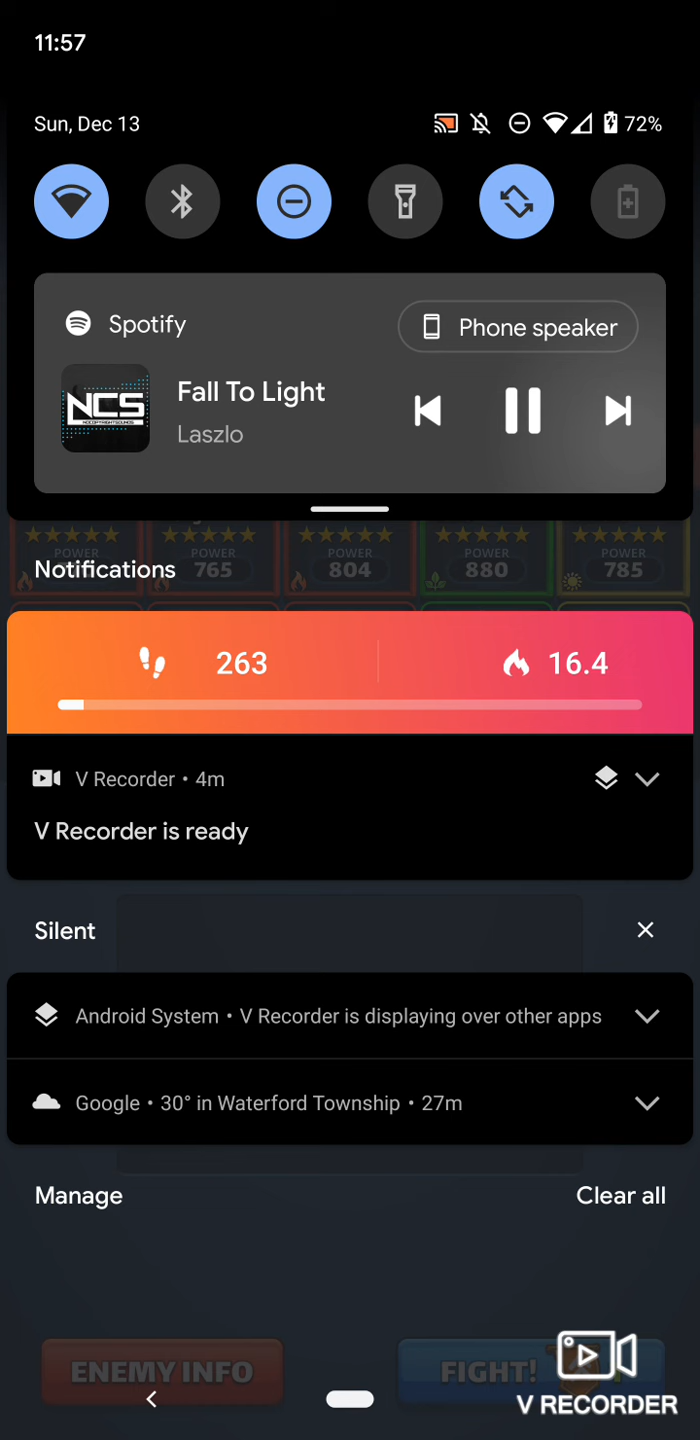 11:57
Sun, Dec 13
72%
Spotify
Phone speaker
NCS
NOCOPYRIGHTSOUNDS
Fall To Light
Laszlo
POWER POWER POWER POWER POWER
765 804 880 785
Notifications
263 16.4
V Recorder • 4m
V Recorder is ready
Silent
Android System • V Recorder is displaying over other apps
Google • 30° in Waterford Township • 27m
Manage Clear all
ENEMY INFO FIGHT!
V RECORDER